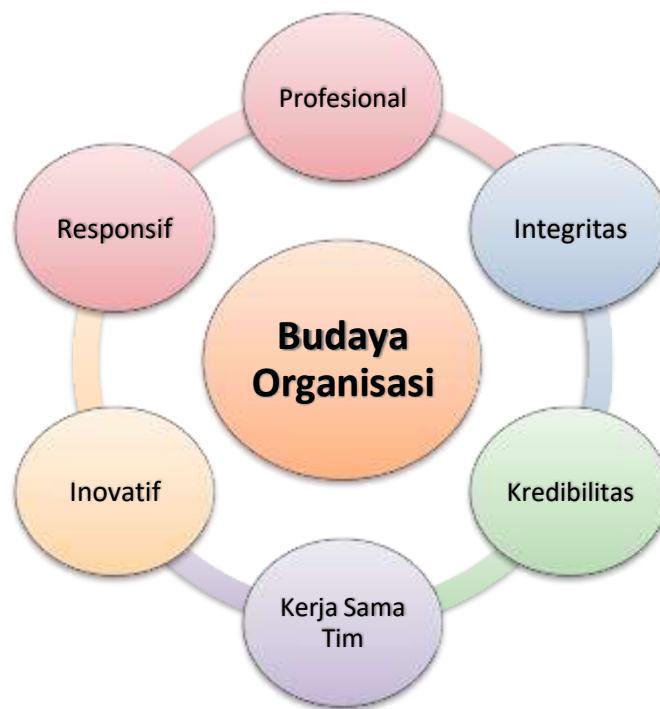 Profesional
Responsif
Integritas
Budaya
Organisasi
Inovatif
Kredibilitas
Kerja Sama
Tim